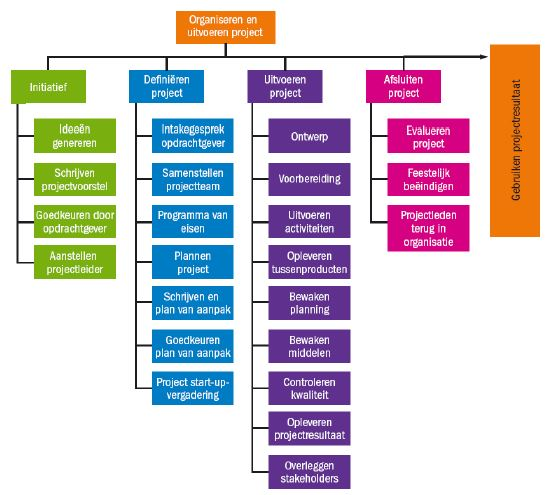 Organiseren en
uitvoeren project
Initiatief
Ideeën
genereren
Schrijven
projectvoorstel
Goedkeuren door
opdrachtgever
Aanstellen
projectleider
Definiëren
project
Intakegesprek
opdrachtgever
Samenstellen
projectteam
Programma van
eisen
Plannen
project
Schrijven en
plan van aanpak
Goedkeuren
plan van aanpak
Project start-up-
vergadering
Uitvoeren
project
Ontwerp
Voorbereiding
Uitvoeren
activiteiten
Opleveren
tussenproducten
Bewaken
planning
Bewaken
middelen
Controleren
kwaliteit
Opleveren
projectresultaat
Overleggen
stakeholders
Afsluiten
project
Evalueren
project
Feestelijk
beëindigen
Projectleden
terug in
organisatie
Gebruiken projectresultaat